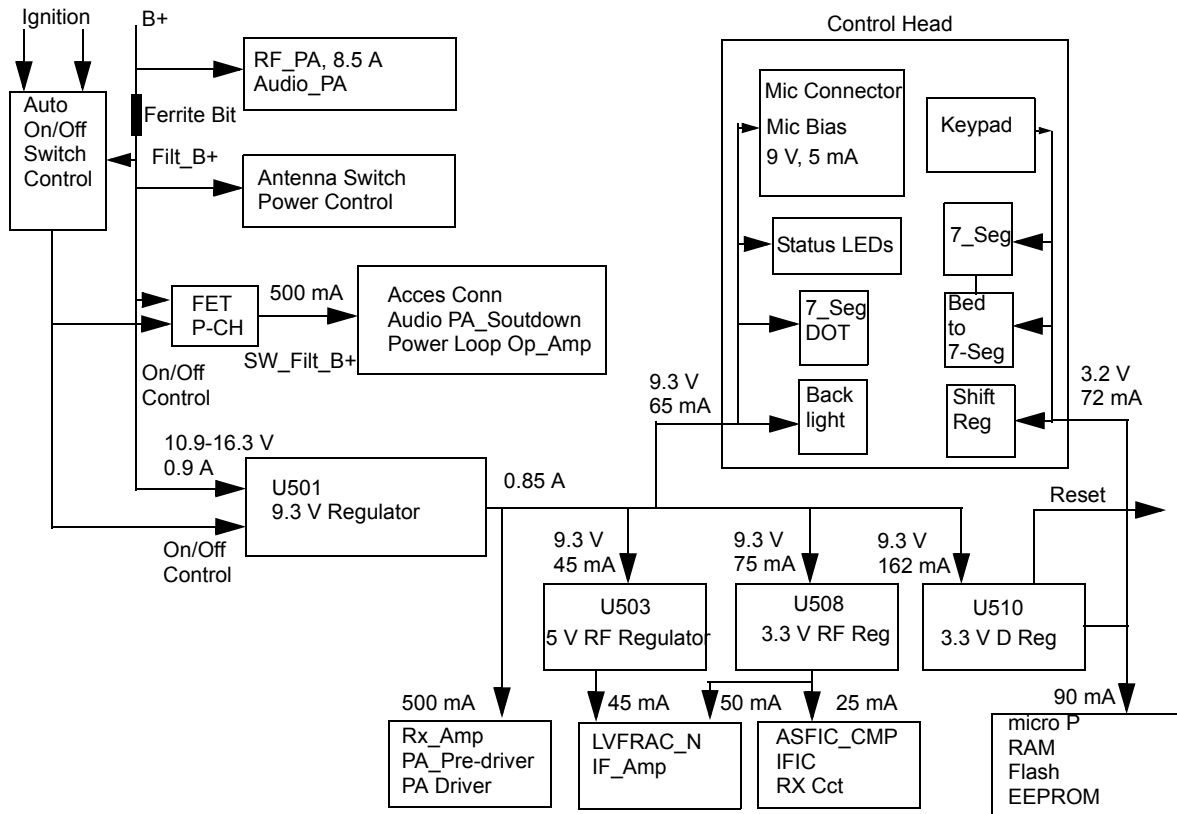 Ignition
B+
Control Head
RF_PA, 8.5 A
Audio_PA
Auto
On/Off
Switch
Control
Ferrite Bit
Filt_B+
Antenna Switch
Power Control
Mic Connector
Mic Bias
9 V, 5 mA
Keypad
Status LEDs
7_Seg
7_Seg
DOT
Bed
to
7-Seg
Back
light
Shift
Reg
FET
P-CH
500 mA
SW_Filt_B+
Acces Conn
Audio PA_Soutdown
Power Loop Op_Amp
On/Off
Control
9.3 V
65 mA
3.2 V
72 mA
10.9-16.3 V
0.9 A
U501
9.3 V Regulator
0.85 A
On/Off
Control
Reset
9.3 V
45 mA
9.3 V
75 mA
9.3 V
162 mA
U503
5 V RF Regulator
U508
3.3 V RF Reg
U510
3.3 V D Reg
500 mA
45 mA
50 mA
25 mA
90 mA
Rx_Amp
PA_Pre-driver
PA Driver
LVFRAC_N
IF_Amp
ASFIC_CMP
IFIC
RX Cct
micro P
RAM
Flash
EEPROM